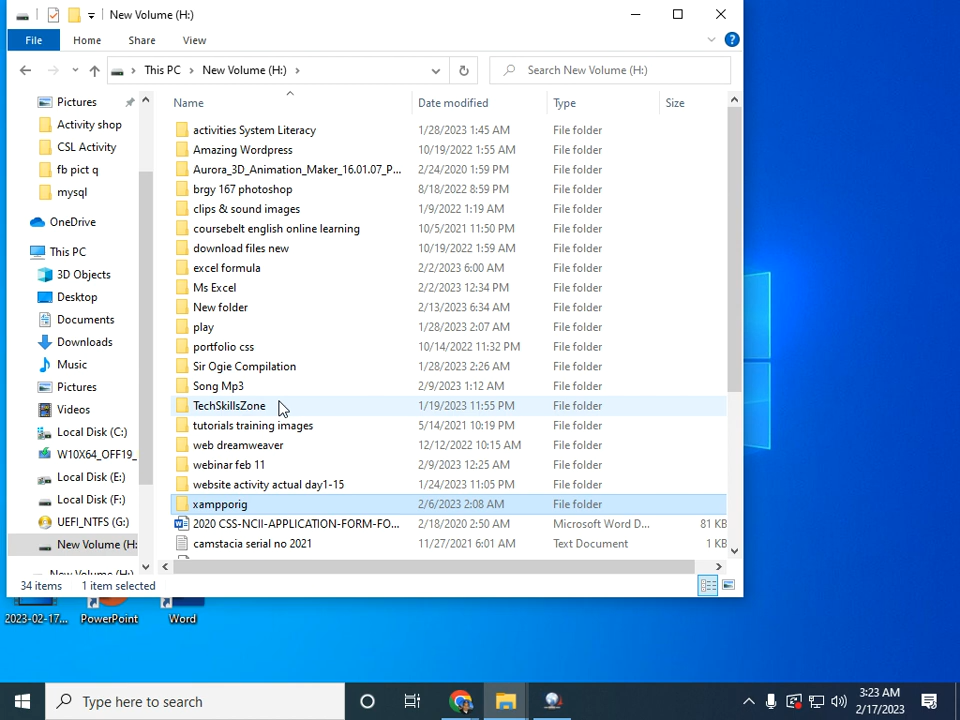 New Volume (H:)
File Home Share View
This PC New Volume (H:) Search New Volume (H:)
Name Date modified Type Size
Pictures
Activity shop
CSL Activity
fb pict q
mysql
OneDrive
This PC
3D Objects
Desktop
Documents
Downloads
Music
Pictures
Videos
Local Disk (C:)
W10X64_OFF19_
Local Disk (E:)
Local Disk (F:)
UEFI_NTFS (G:)
New Volume (H:
activities System Literacy 1/28/2023 1:45 AM File folder
Amazing Wordpress 10/19/2022 1:55 AM File folder
Aurora_3D_Animation_Maker_16.01.07_P... 2/24/2020 1:59 PM File folder
brgy 167 photoshop 8/18/2022 8:59 PM File folder
clips & sound images 1/9/2022 1:19 AM File folder
coursebelt english online learning 10/5/2021 11:50 PM File folder
download files new 10/19/2022 1:59 AM File folder
excel formula 2/2/2023 6:00 AM File folder
Ms Excel 2/2/2023 12:34 PM File folder
New folder 2/13/2023 6:34 AM File folder
play 1/28/2023 2:07 AM File folder
portfolio css 10/14/2022 11:32 PM File folder
Sir Ogie Compilation 1/28/2023 2:26 AM File folder
Song Mp3 2/9/2023 1:12 AM File folder
TechSkillsZone 1/19/2023 11:55 PM File folder
tutorials training images 5/14/2021 10:19 PM File folder
web dreamweaver 12/12/2022 10:15 AM File folder
webinar feb 11 2/9/2023 12:25 AM File folder
website activity actual day1-15 1/24/2023 11:05 PM File folder
xampporig 2/6/2023 2:08 AM File folder
2020 CSS-NCII-APPLICATION-FORM-FO... 2/18/2020 2:50 AM Microsoft Word D... 81 KB
camstacia serial no 2021 11/27/2021 6:01 AM Text Document 1 KB
34 items 1 item selected
2023-02-17... PowerPoint Word
Type here to search
3:23 AM
2/17/2023